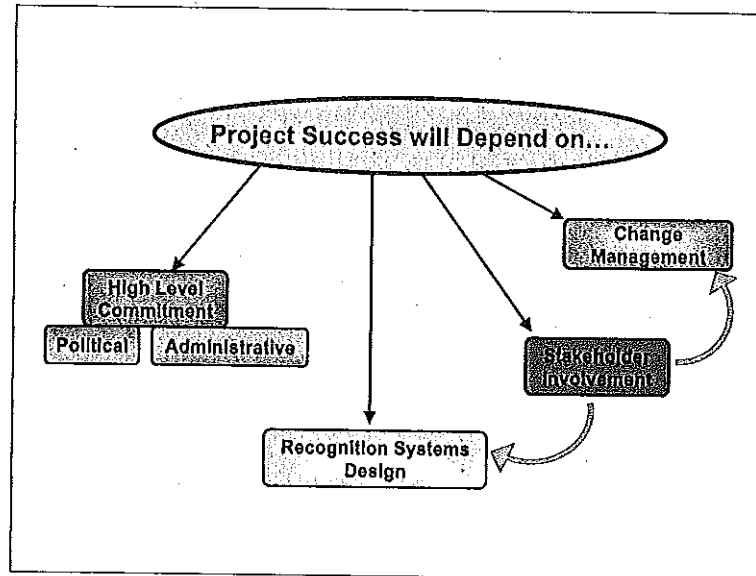 Project Success will Depend on...
Change
Management
High Level
Commitment
Political
Administrative
Stakeholder
Involvement
Recognition Systems
Design